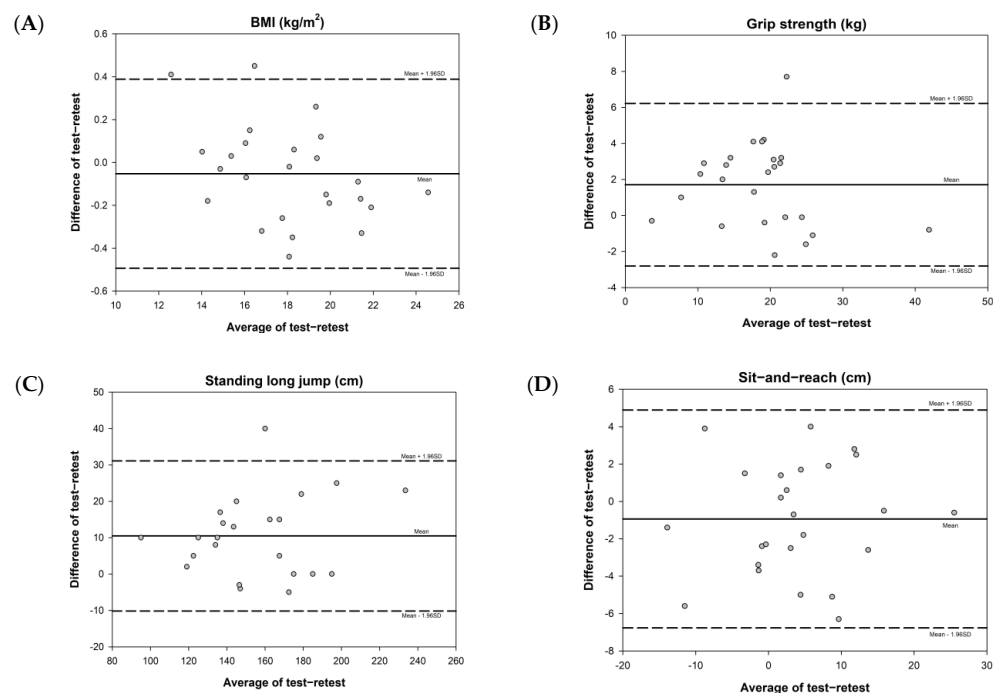 (A)
BMI (kg/m²)
0.6
0.4
0.2
0.0
-0.2
-0.4
-0.6
Difference of test−retest
Mean + 1.96SD
Mean
Mean - 1.96SD
10 12 14 16 18 20 22 24 26
Average of test−retest
(B)
Grip strength (kg)
10
8
6
4
2
0
-2
-4
Difference of test−retest
Mean + 1.96SD
Mean
Mean - 1.96SD
0 10 20 30 40 50
Average of test−retest
(C)
Standing long jump (cm)
50
40
30
20
10
0
-10
-20
Difference of test−retest
Mean + 1.96SD
Mean
Mean - 1.96SD
80 100 120 140 160 180 200 220 240 260
Average of test−retest
(D)
Sit−and−reach (cm)
6
4
2
0
-2
-4
-6
-8
Difference of test−retest
Mean + 1.96SD
Mean
Mean - 1.96SD
-20 -10 0 10 20 30
Average of test−retest